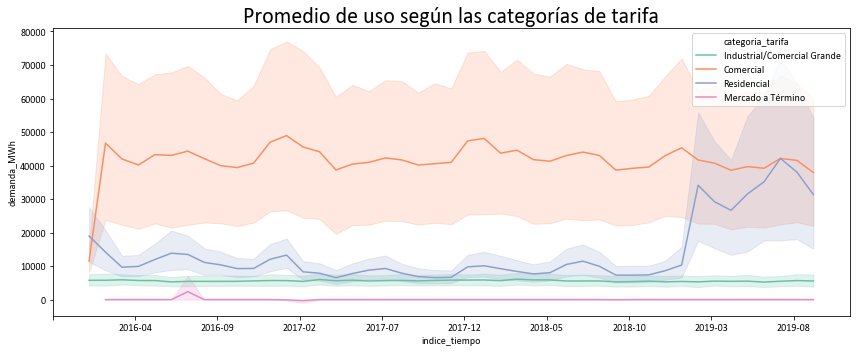 Promedio de uso según las categorías de tarifa
categoria_tarifa
Industrial/Comercial Grande
Comercial
Residencial
Mercado a Término
demanda_MWh
80000
70000
60000
50000
40000
30000
20000
10000
0
2016-04 2016-09 2017-02 2017-07 2017-12 2018-05 2018-10 2019-03 2019-08
indice_tiempo